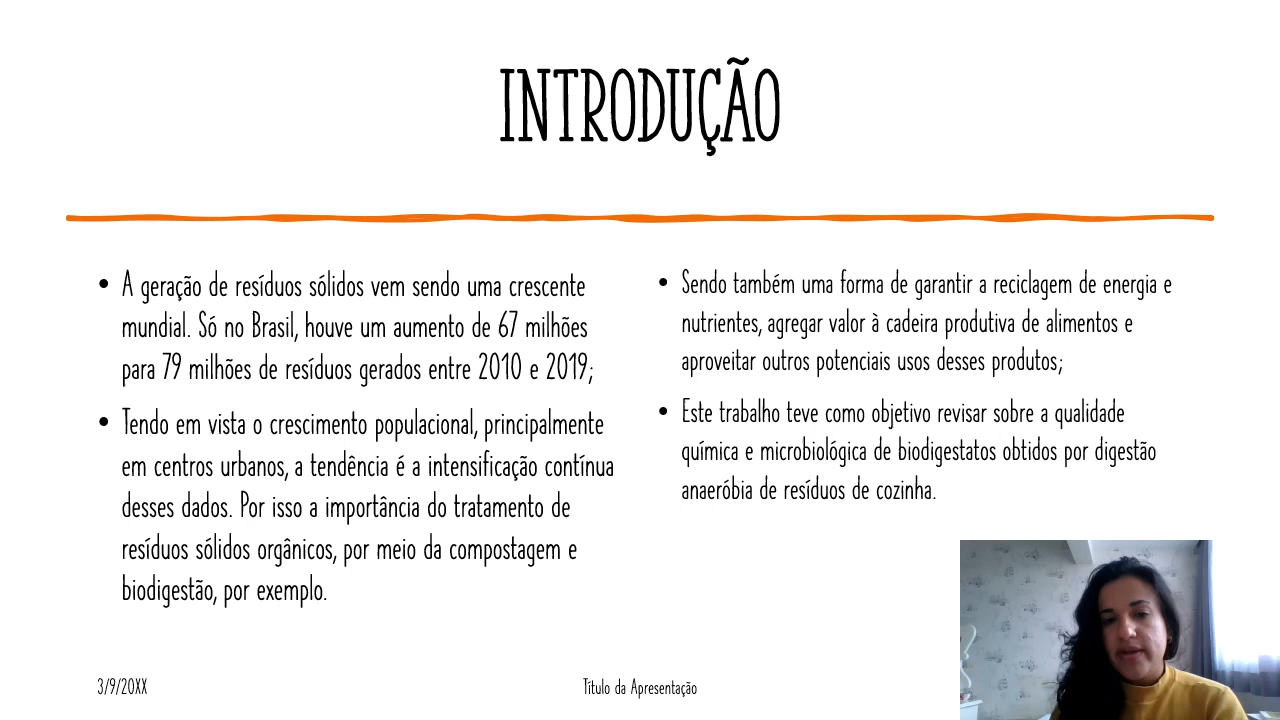 INTRODUÇÃO
• A geração de resíduos sólidos vem sendo uma crescente
mundial. Só no Brasil, houve um aumento de 67 milhões
para 79 milhões de resíduos gerados entre 2010 e 2019;
• Tendo em vista o crescimento populacional, principalmente
em centros urbanos, a tendência é a intensificação contínua
desses dados. Por isso a importância do tratamento de
resíduos sólidos orgânicos, por meio da compostagem e
biodigestão, por exemplo.
• Sendo também uma forma de garantir a reciclagem de energia e
nutrientes, agregar valor à cadeira produtiva de alimentos e
aproveitar outros potenciais usos desses produtos;
• Este trabalho teve como objetivo revisar sobre a qualidade
química e microbiológica de biodigestatos obtidos por digestão
anaeróbia de resíduos de cozinha.
3/9/20XX
Título da Apresentação